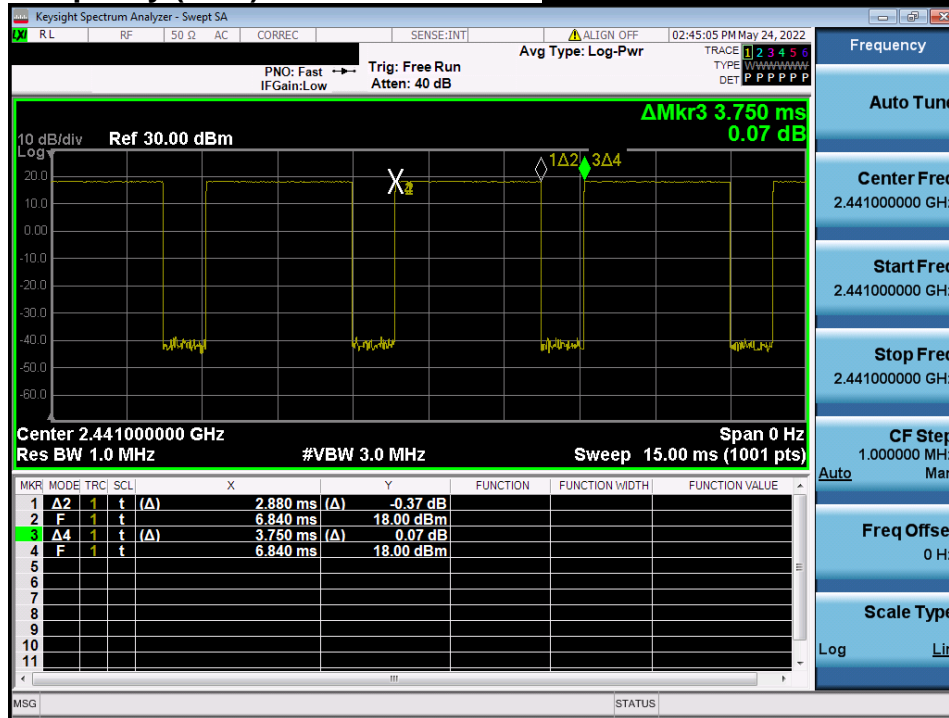 Keysight Spectrum Analyzer - Swept SA
LXI RL RF 50 Ω AC CORREC SENSE:INT ALIGN OFF 02:45:05 PM May 24, 2022
PNO: Fast
IFGain:Low
Trig: Free Run
Atten: 40 dB
Avg Type: Log-Pwr
TRACE 1 2 3 4 5 6
TYPE WWWWWW
DET P P P P P P
ΔMkr3 3.750 ms
0.07 dB
10 dB/div Ref 30.00 dBm
Log
1Δ2 3Δ4
20.0
10.0
0.00
-10.0
-20.0
-30.0
-40.0
-50.0
-60.0
Center 2.441000000 GHz Span 0 Hz
Res BW 1.0 MHz #VBW 3.0 MHz Sweep 15.00 ms (1001 pts)
MKR MODE TRC SCL X Y FUNCTION FUNCTION WIDTH FUNCTION VALUE
1 Δ2 1 t (Δ) 2.880 ms (Δ) -0.37 dB
2 F 1 t 6.840 ms 18.00 dBm
3 Δ4 1 t (Δ) 3.750 ms (Δ) 0.07 dB
4 F 1 t 6.840 ms 18.00 dBm
5
6
7
8
9
10
11
MSG STATUS
Frequency
Auto Tune
Center Freq
2.441000000 GHz
Start Freq
2.441000000 GHz
Stop Freq
2.441000000 GHz
CF Step
1.000000 MHz
Auto Man
Freq Offset
0 Hz
Scale Type
Log Lin